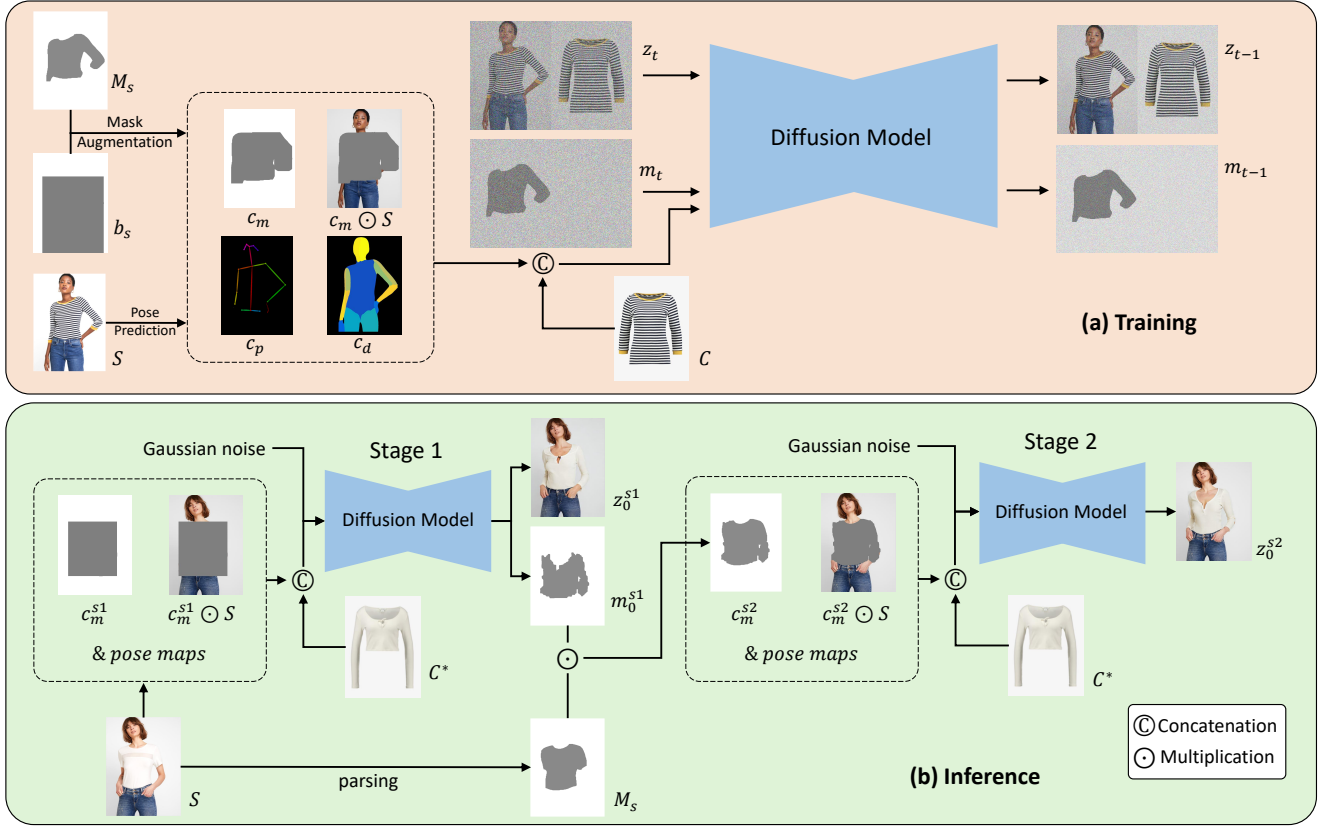 M_s
Mask
Augmentation
b_s
Pose
Prediction
S
c_m
c_m ⊙ S
c_p
c_d
z_t
m_t
Ⓒ
C
Diffusion Model
z_{t−1}
m_{t−1}
(a) Training
Gaussian noise
Stage 1
Diffusion Model
c_m^{s1}
c_m^{s1} ⊙ S
& pose maps
Ⓒ
C*
S
parsing
z_0^{s1}
m_0^{s1}
⊙
M_s
Gaussian noise
Stage 2
Diffusion Model
c_m^{s2}
c_m^{s2} ⊙ S
& pose maps
Ⓒ
C*
z_0^{s2}
(b) Inference
Ⓒ Concatenation
⊙ Multiplication